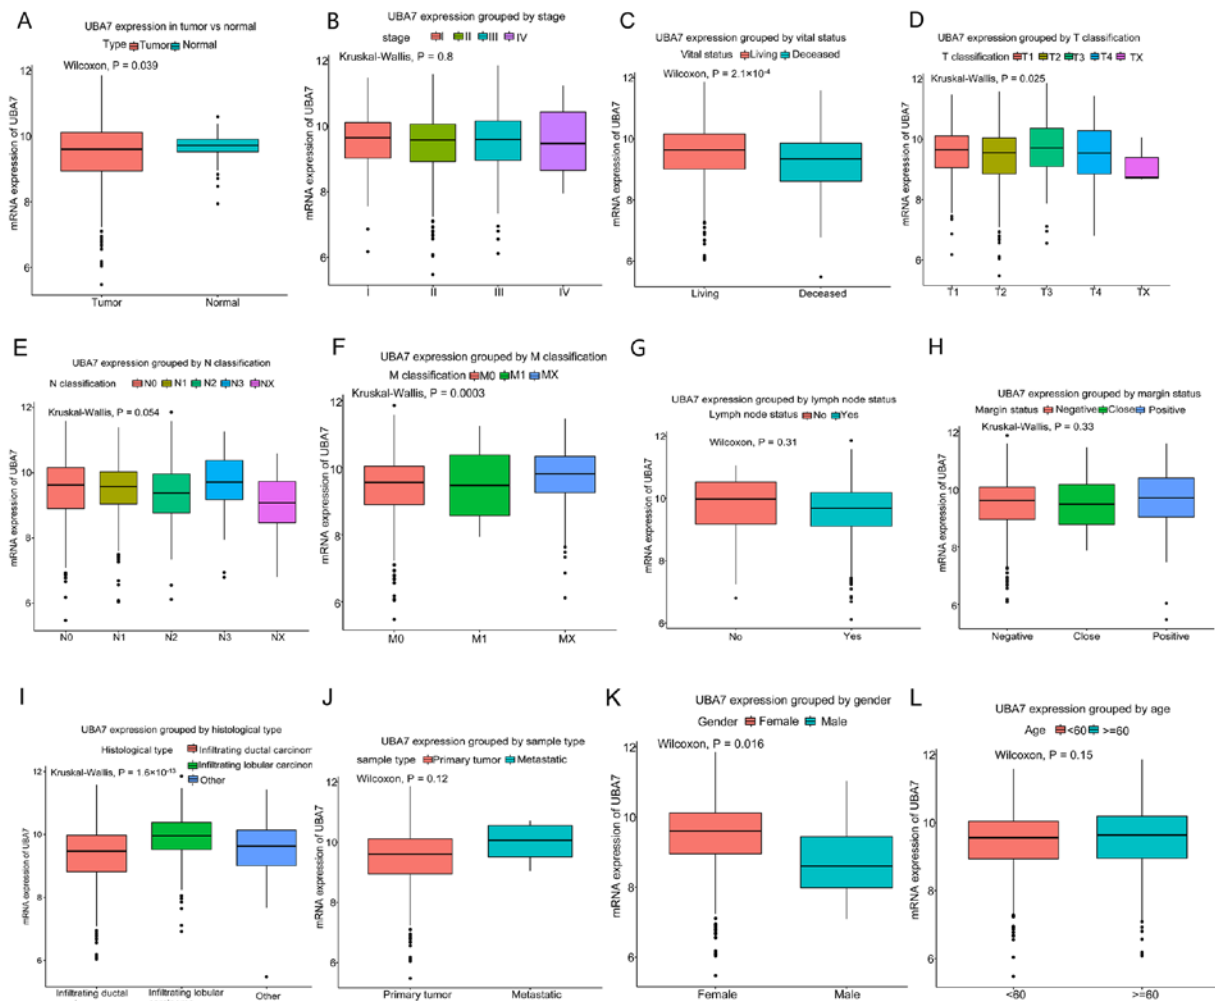 A
UBA7 expression in tumor vs normal
Type Tumor Normal
Wilcoxon, P = 0.039
mRNA expression of UBA7
12
10
8
6
Tumor Normal
B
UBA7 expression grouped by stage
stage I II III IV
Kruskal-Wallis, P = 0.8
mRNA expression of UBA7
12
10
8
6
I II III IV
C
UBA7 expression grouped by vital status
Vital status Living Deceased
Wilcoxon, P = 2.1×10-4
mRNA expression of UBA7
12
10
8
6
Living Deceased
D
UBA7 expression grouped by T classification
T classification T1 T2 T3 T4 TX
Kruskal-Wallis, P = 0.025
mRNA expression of UBA7
12
10
8
6
T1 T2 T3 T4 TX
E
UBA7 expression grouped by N classification
N classification N0 N1 N2 N3 NX
Kruskal-Wallis, P = 0.054
mRNA expression of UBA7
12
10
8
6
N0 N1 N2 N3 NX
F
UBA7 expression grouped by M classification
M classification M0 M1 MX
Kruskal-Wallis, P = 0.0003
mRNA expression of UBA7
12
10
8
6
M0 M1 MX
G
UBA7 expression grouped by lymph node status
Lymph node status No Yes
Wilcoxon, P = 0.31
mRNA expression of UBA7
12
10
8
6
No Yes
H
UBA7 expression grouped by margin status
Margin status Negative Close Positive
Kruskal-Wallis, P = 0.33
mRNA expression of UBA7
12
10
8
6
Negative Close Positive
I
UBA7 expression grouped by histological type
Histological type Infiltrating ductal carcinom
Infiltrating lobular carcinom
Other
Kruskal-Wallis, P = 1.6×10-13
mRNA expression of UBA7
12
10
8
6
Infiltrating ductal Infiltrating lobular Other
J
UBA7 expression grouped by sample type
sample type Primary tumor Metastatic
Wilcoxon, P = 0.12
mRNA expression of UBA7
12
10
8
6
Primary tumor Metastatic
K
UBA7 expression grouped by gender
Gender Female Male
Wilcoxon, P = 0.016
mRNA expression of UBA7
12
10
8
6
Female Male
L
UBA7 expression grouped by age
Age <60 >=60
Wilcoxon, P = 0.15
mRNA expression of UBA7
12
10
8
6
<60 >=60